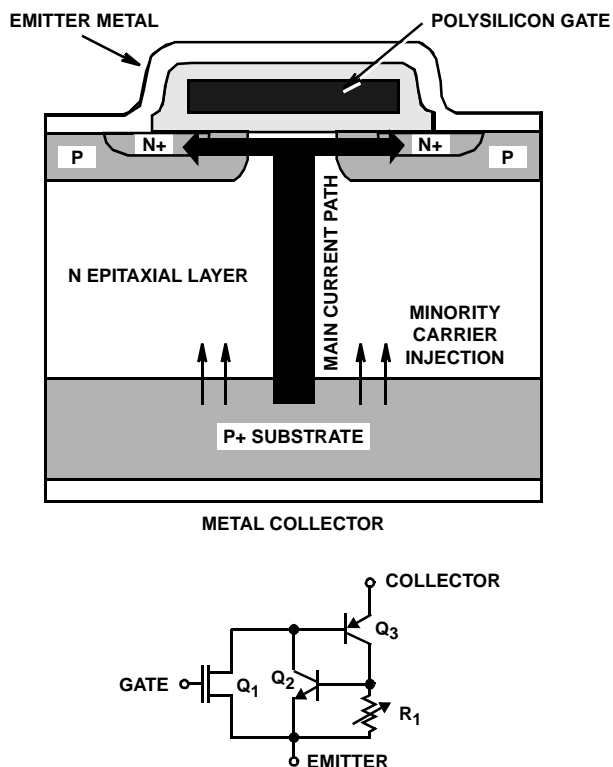 EMITTER METAL
POLYSILICON GATE
P
N+
N+
P
N EPITAXIAL LAYER
MAIN CURRENT PATH
MINORITY
CARRIER
INJECTION
P+ SUBSTRATE
METAL COLLECTOR
COLLECTOR
Q3
GATE
Q1
Q2
R1
EMITTER